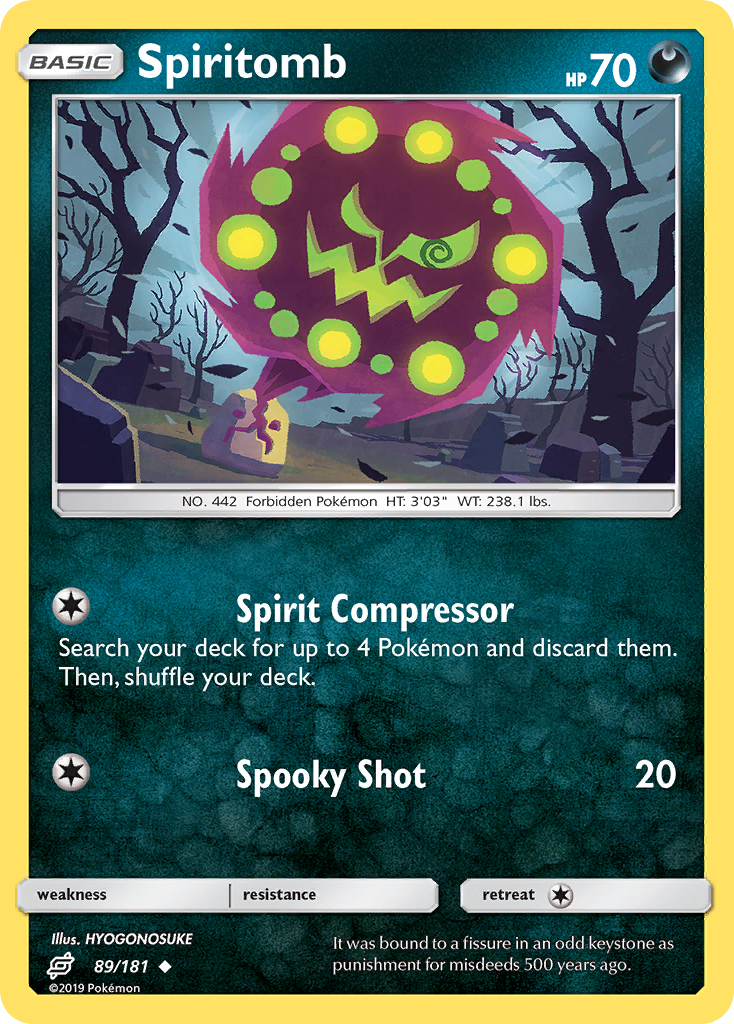 BASIC Spiritomb HP 70
NO. 442 Forbidden Pokémon HT: 3'03" WT: 238.1 lbs.
Spirit Compressor
Search your deck for up to 4 Pokémon and discard them.
Then, shuffle your deck.
Spooky Shot 20
weakness resistance retreat
Illus. HYOGONOSUKE
89/181
©2019 Pokémon
It was bound to a fissure in an odd keystone as
punishment for misdeeds 500 years ago.